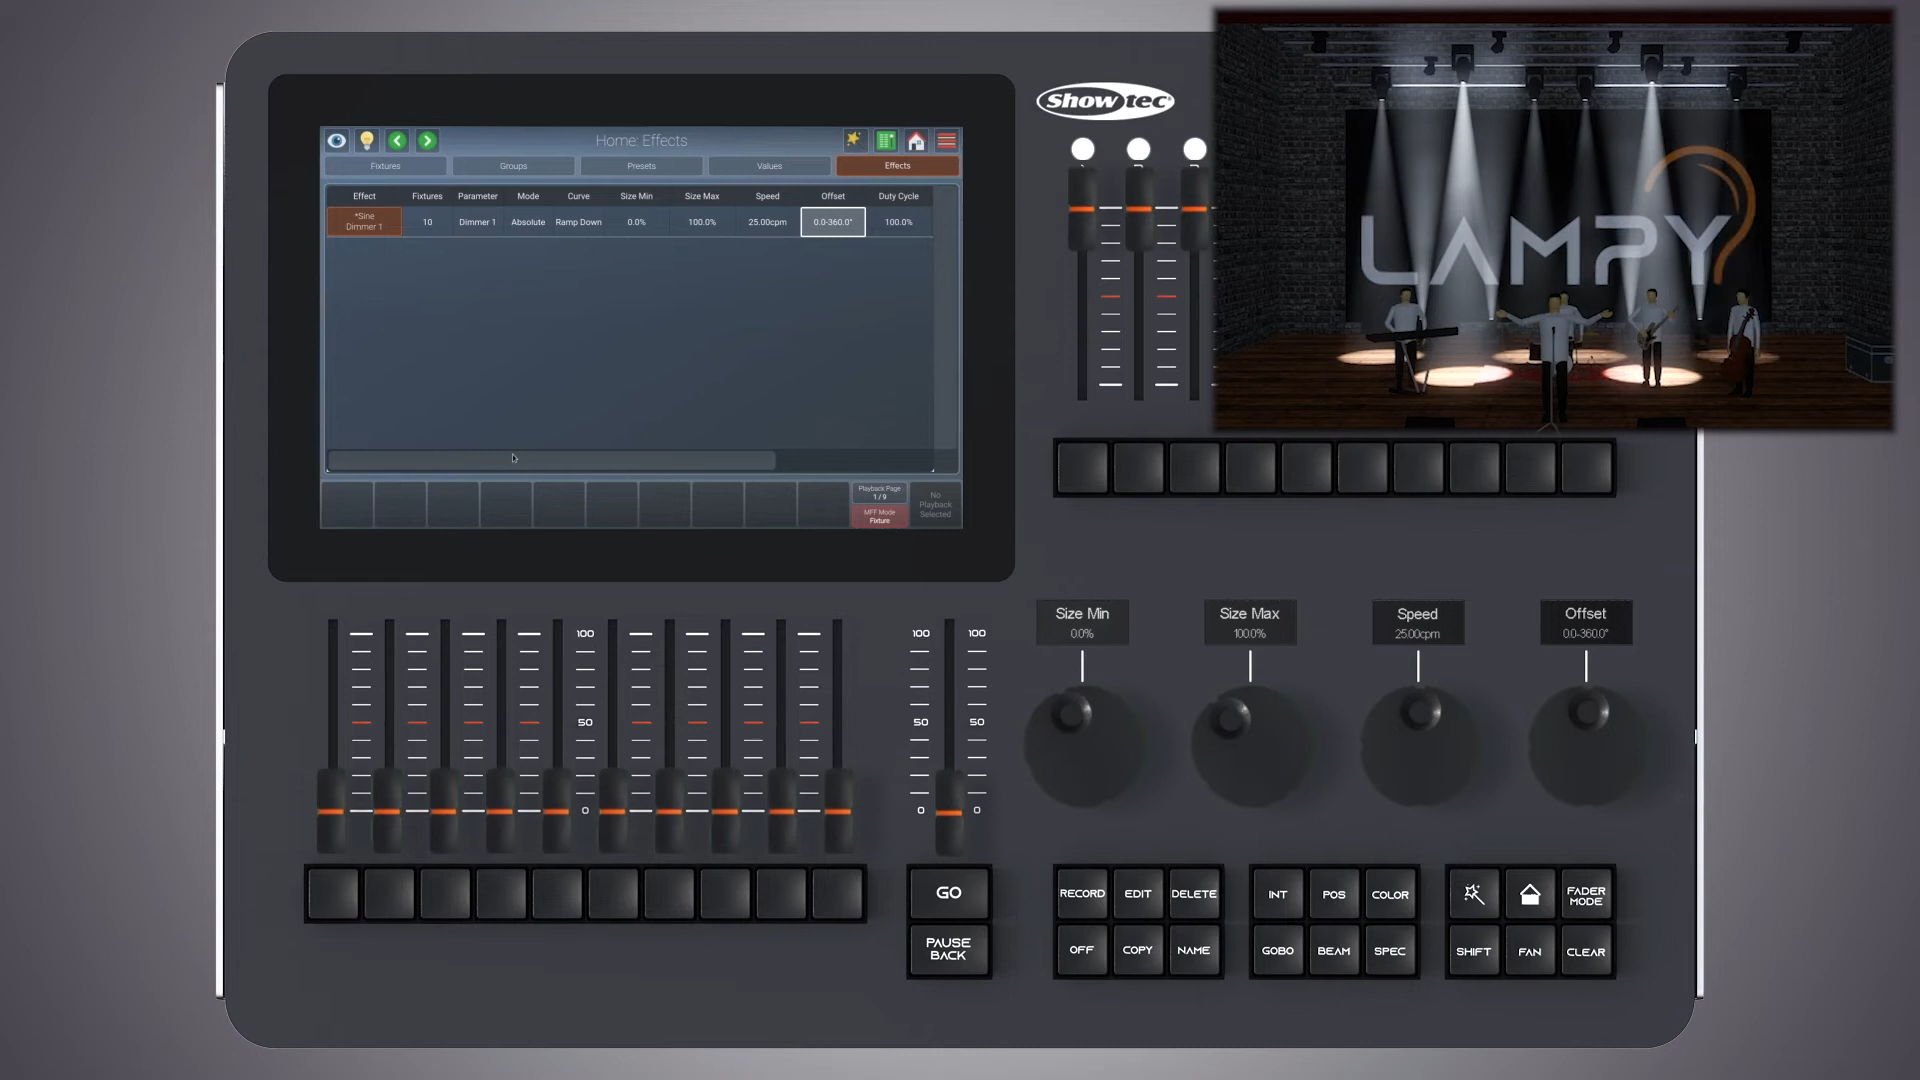 Showtec
Home: Effects
Fixtures Groups Presets Values Effects
Effect Fixtures Parameter Mode Curve Size Min Size Max Speed Offset Duty Cycle
*Sine
Dimmer 1
10 Dimmer 1 Absolute Ramp Down 0.0% 100.0% 25.00cpm 0.0-360.0° 100.0%
Playback Page
1 / 9
MFF Mode
Fixture
No
Playback
Selected
LAMPY
Size Min
0.0%
Size Max
100.0%
Speed
25.00cpm
Offset
0.0-360.0°
100
50
0
100 100
50 50
0 0
GO
PAUSE
BACK
RECORD EDIT DELETE
OFF COPY NAME
INT POS COLOR
GOBO BEAM SPEC
FADER
MODE
SHIFT FAN CLEAR